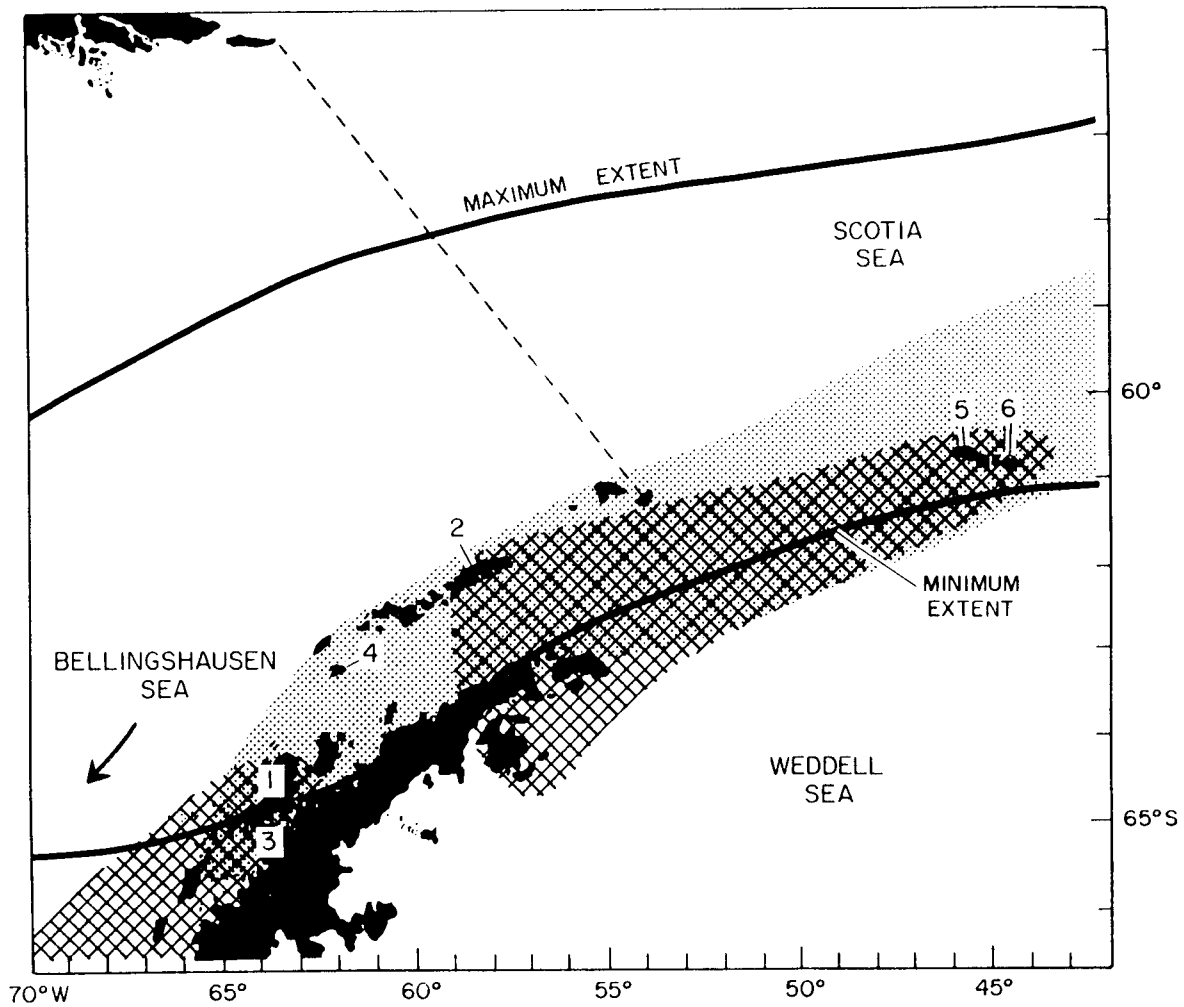 MAXIMUM EXTENT
SCOTIA
SEA
60°
5 6
2
MINIMUM
EXTENT
4
BELLINGSHAUSEN
SEA
1
WEDDELL
SEA
65°S
3
70°W 65° 60° 55° 50° 45°